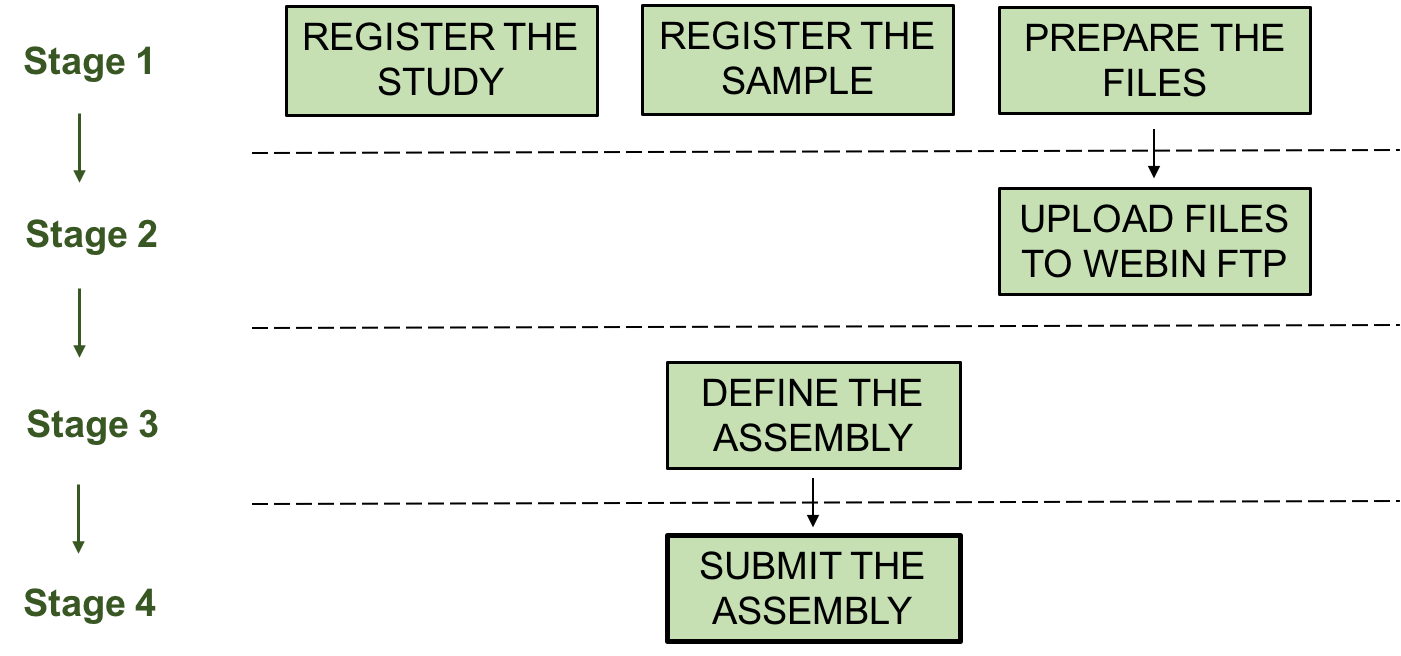 Stage 1
REGISTER THE
STUDY
REGISTER THE
SAMPLE
PREPARE THE
FILES
Stage 2
UPLOAD FILES
TO WEBIN FTP
Stage 3
DEFINE THE
ASSEMBLY
Stage 4
SUBMIT THE
ASSEMBLY